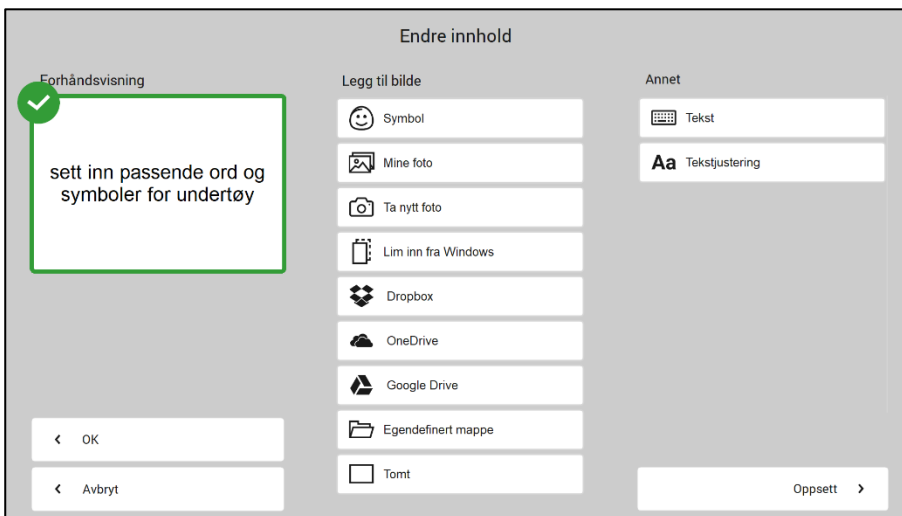 Endre innhold
Forhåndsvisning
sett inn passende ord og
symboler for undertøy
OK
Avbryt
Legg til bilde
Symbol
Mine foto
Ta nytt foto
Lim inn fra Windows
Dropbox
OneDrive
Google Drive
Egendefinert mappe
Tomt
Annet
Tekst
Aa Tekstjustering
Oppsett